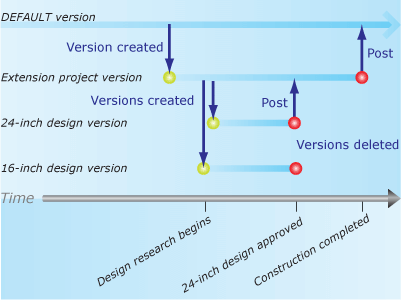 DEFAULT version
Version created
Post
Extension project version
Versions created
Post
24-inch design version
Versions deleted
16-inch design version
Time
Design research begins
24-inch design approved
Construction completed